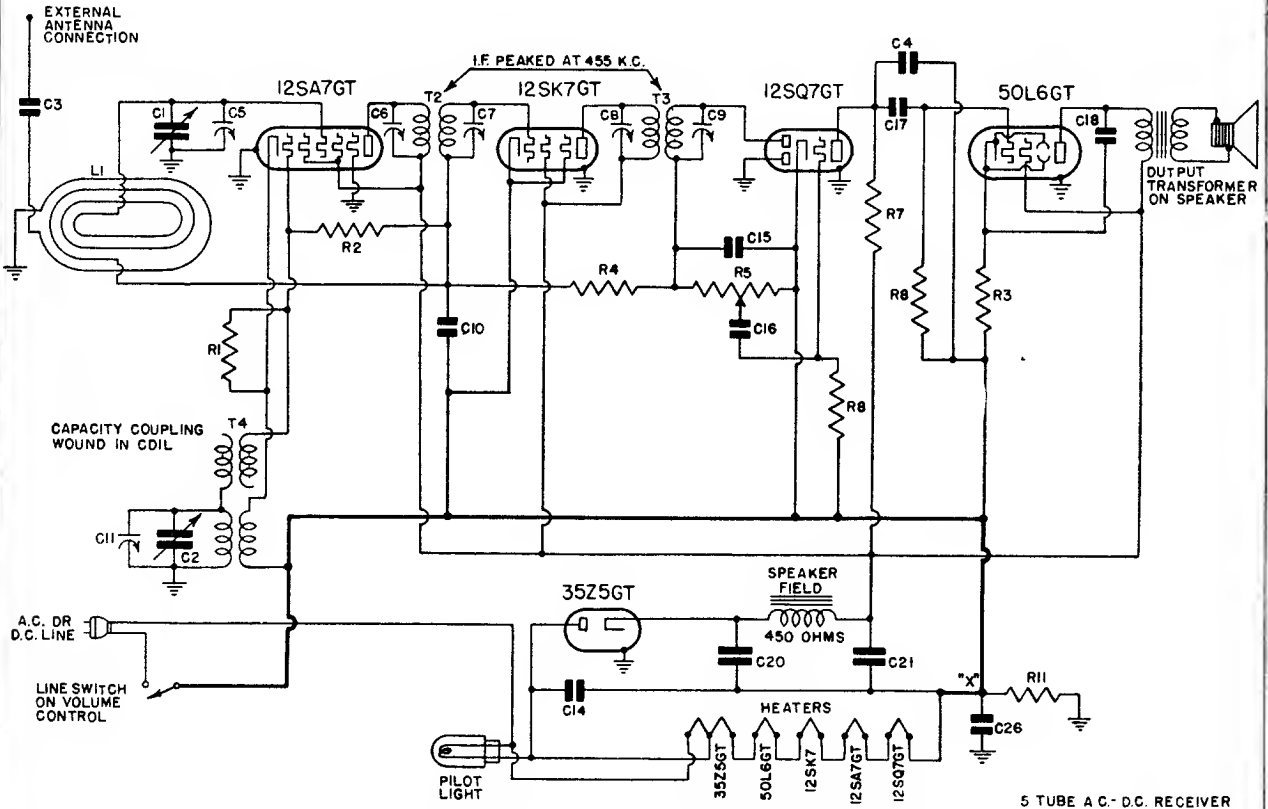 EXTERNAL
ANTENNA
CONNECTION
C3
C1
C5
L1
12SA7GT
C6
T2
I.F. PEAKED AT 455 K.C.
C7
12SK7GT
C8
T3
C9
12SQ7GT
C4
C17
50L6GT
C18
OUTPUT
TRANSFORMER
ON SPEAKER
R2
R4
C15
R5
C16
R7
R8
R3
R1
C10
R8
CAPACITY COUPLING
WOUND IN COIL
T4
C11
C2
A.C. OR
D.C. LINE
LINE SWITCH
ON VOLUME
CONTROL
35Z5GT
SPEAKER
FIELD
450 OHMS
C20
C21
C14
"X"
R11
C26
HEATERS
PILOT
LIGHT
35Z5GT
50L6GT
12SK7
12SA7GT
12SQ7GT
5 TUBE A C.- D.C. RECEIVER